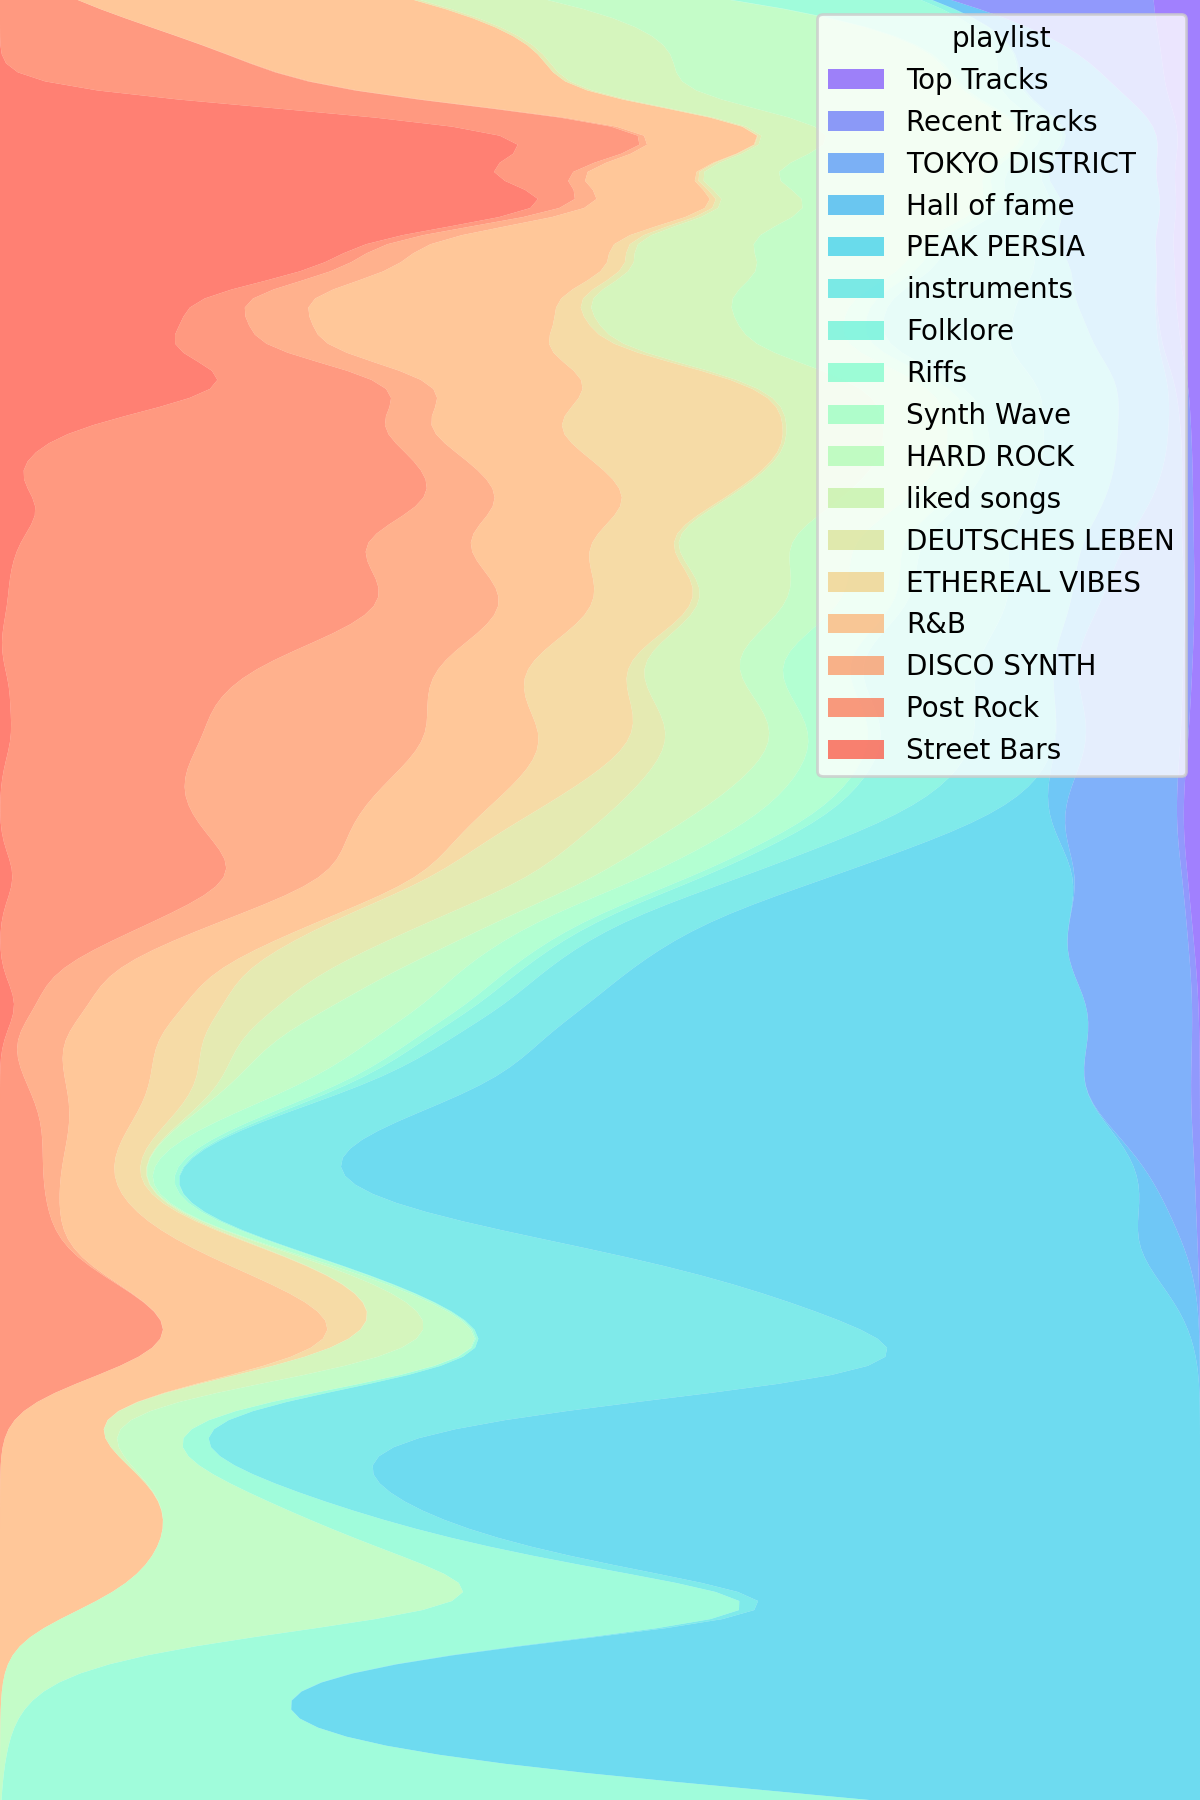 playlist
Top Tracks
Recent Tracks
TOKYO DISTRICT
Hall of fame
PEAK PERSIA
instruments
Folklore
Riffs
Synth Wave
HARD ROCK
liked songs
DEUTSCHES LEBEN
ETHEREAL VIBES
R&B
DISCO SYNTH
Post Rock
Street Bars